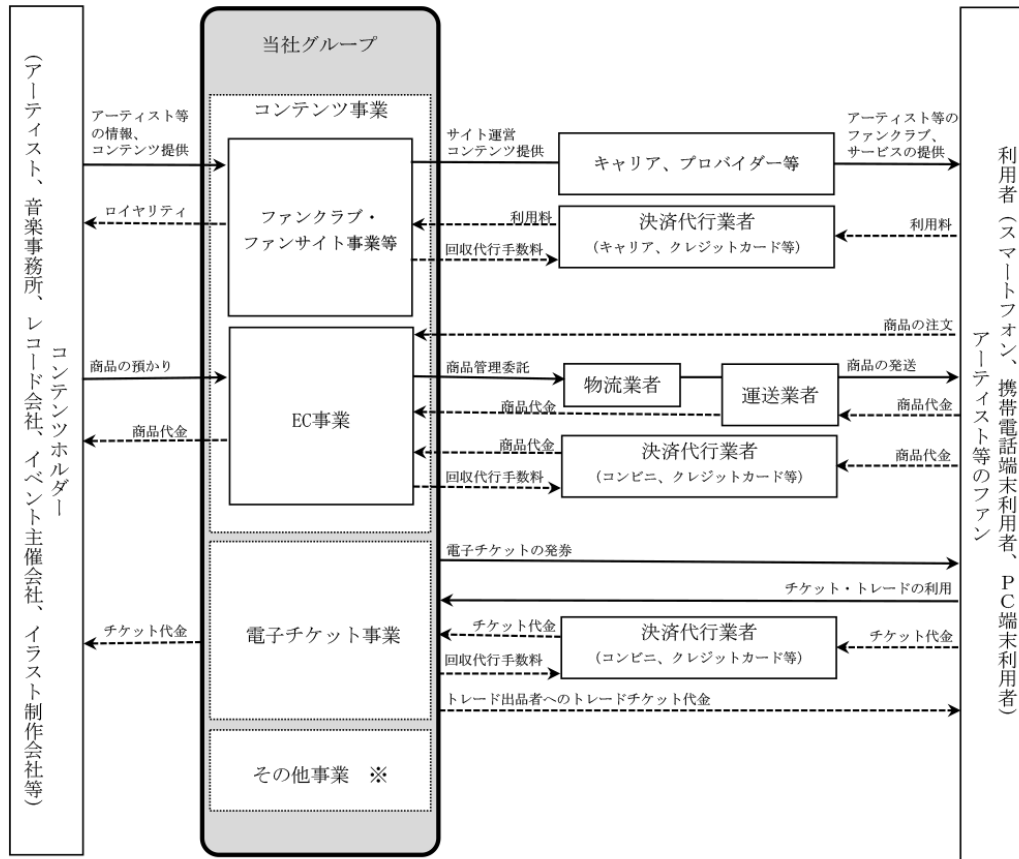 コンテンツホルダー
(アーティスト、音楽事務所、レコード会社、イベント主催会社、イラスト制作会社等)
当社グループ
コンテンツ事業
アーティスト等
の情報、
コンテンツ提供
ロイヤリティ
ファンクラブ・
ファンサイト事業等
サイト運営
コンテンツ提供
キャリア、プロバイダー等
アーティスト等の
ファンクラブ、
サービスの提供
利用料
回収代行手数料
決済代行業者
(キャリア、クレジットカード等)
利用料
商品の注文
商品の預かり
商品代金
EC事業
商品管理委託
物流業者
運送業者
商品の発送
商品代金
商品代金
商品代金
回収代行手数料
決済代行業者
(コンビニ、クレジットカード等)
商品代金
電子チケットの発券
チケット・トレードの利用
チケット代金
電子チケット事業
チケット代金
回収代行手数料
決済代行業者
(コンビニ、クレジットカード等)
チケット代金
トレード出品者へのトレードチケット代金
その他事業 ※
利用者(スマートフォン、携帯電話端末利用者、PC端末利用者)
アーティスト等のファン